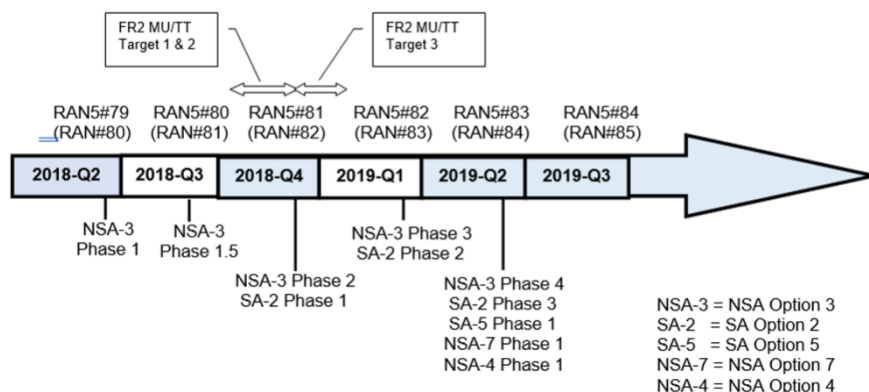 FR2 MU/TT
Target 1 & 2
FR2 MU/TT
Target 3
RAN5#79 RAN5#80 RAN5#81 RAN5#82 RAN5#83 RAN5#84
(RAN#80) (RAN#81) (RAN#82) (RAN#83) (RAN#84) (RAN#85)
2018-Q2 2018-Q3 2018-Q4 2019-Q1 2019-Q2 2019-Q3
NSA-3
Phase 1
NSA-3
Phase 1.5
NSA-3 Phase 2
SA-2 Phase 1
NSA-3 Phase 3
SA-2 Phase 2
NSA-3 Phase 4
SA-2 Phase 3
SA-5 Phase 1
NSA-7 Phase 1
NSA-4 Phase 1
NSA-3 = NSA Option 3
SA-2 = SA Option 2
SA-5 = SA Option 5
NSA-7 = NSA Option 7
NSA-4 = NSA Option 4